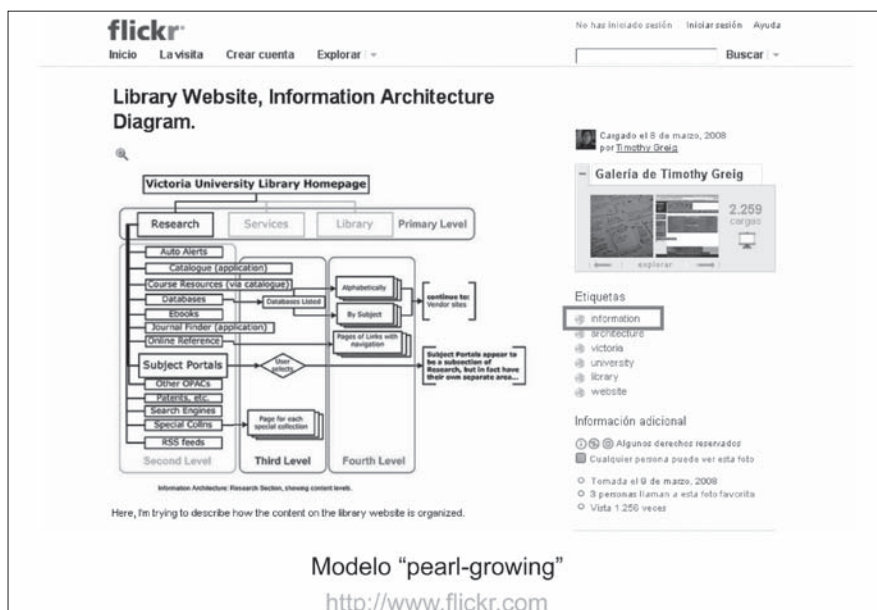 flickr
No has iniciado sesión Iniciar sesión Ayuda
Inicio La visita Crear cuenta Explorar
Buscar
Library Website, Information Architecture
Diagram.
Victoria University Library Homepage
Research Services Library Primary Level
Auto Alerts
Catalogue (application)
Course Resources (via catalogue)
Databases
Ebooks
Journal Finder (application)
Online Reference
Subject Portals
Other OPACs
Patents, etc.
Search Engines
Special Collns
RSS feeds
Second Level
Databases Listed
User
selects
Page for each
special collection
Third Level
Alphabetically
By Subject
Pages of Links with
navigation
Fourth Level
continue to:
Vendor sites
Subject Portals appear to
be a subsection of
Research, but in fact have
their own separate area...
Information Architecture: Research Section, showing content levels.
Here, I'm trying to describe how the content on the library website is organized.
Cargado el 8 de marzo, 2008
por Timothy Greig
Galería de Timothy Greig
2.259
cargas
explorar
Etiquetas
information
architecture
victoria
university
library
website
Información adicional
Algunos derechos reservados
Cualquier persona puede ver esta foto
Tomada el 9 de marzo, 2008
3 personas llaman a esta foto favorita
Vista 1.256 veces
Modelo “pearl-growing”
http://www.flickr.com